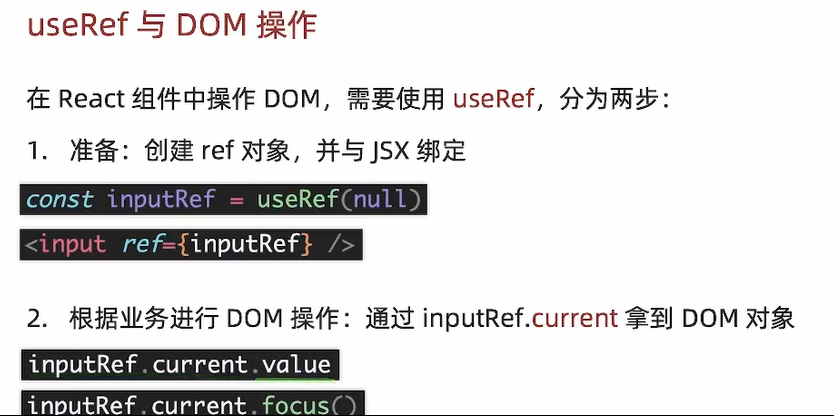 useRef 与 DOM 操作
在 React 组件中操作 DOM，需要使用 useRef，分为两步：
1. 准备：创建 ref 对象，并与 JSX 绑定
const inputRef = useRef(null)
<input ref={inputRef} />
2. 根据业务进行 DOM 操作：通过 inputRef.current 拿到 DOM 对象
inputRef.current.value
inputRef.current.focus()